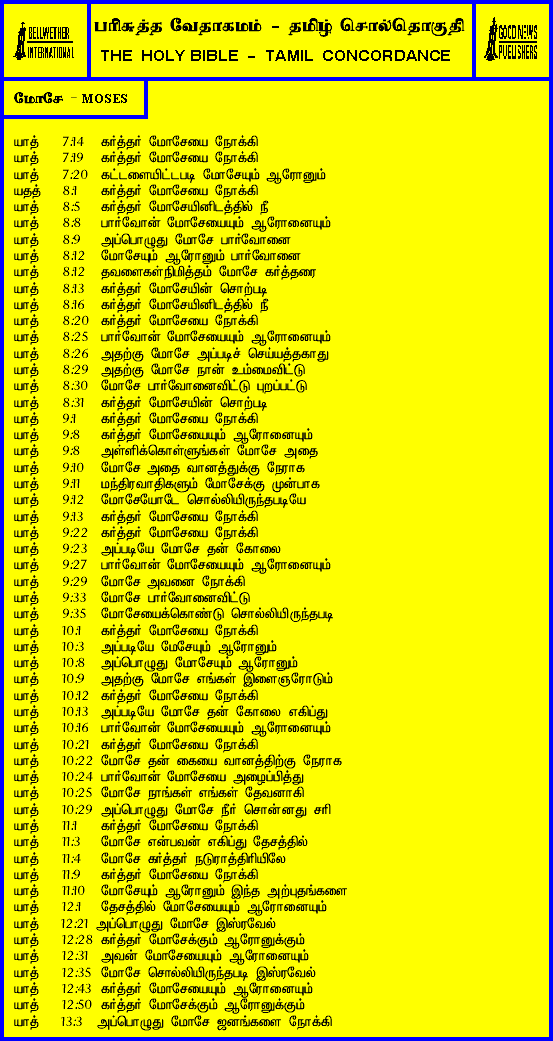 BELLWETHER
INTERNATIONAL
பரிசுத்த வேதாகமம் - தமிழ் சொல்தொகுதி
THE HOLY BIBLE - TAMIL CONCORDANCE
GOOD NEWS
PUBLISHERS
மோசே - MOSES
யாத் 7:14 கர்த்தர் மோசேயை நோக்கி
யாத் 7:19 கர்த்தர் மோசேயை நோக்கி
யாத் 7:20 கட்டளையிட்டபடி மோசேயும் ஆரோனும்
யதத் 8:1 கர்த்தர் மோசேயை நோக்கி
யாத் 8:5 கர்த்தர் மோசேயினிடத்தில் நீ
யாத் 8:8 பார்வோன் மோசேயையும் ஆரோனையும்
யாத் 8:9 அப்பொழுது மோசே பார்வோனை
யாத் 8:12 மோசேயும் ஆரோனும் பார்வோனை
யாத் 8:12 தவளைகள்நிமித்தம் மோசே கர்த்தரை
யாத் 8:13 கர்த்தர் மோசேயின் சொற்படி
யாத் 8:16 கர்த்தர் மோசேயினிடத்தில் நீ
யாத் 8:20 கர்த்தர் மோசேயை நோக்கி
யாத் 8:25 பார்வோன் மோசேயையும் ஆரோனையும்
யாத் 8:26 அதற்கு மோசே அப்படிச் செய்யத்தகாது
யாத் 8:29 அதற்கு மோசே நான் உம்மைவிட்டு
யாத் 8:30 மோசே பார்வோனைவிட்டு புறப்பட்டு
யாத் 8:31 கர்த்தர் மோசேயின் சொற்படி
யாத் 9:1 கர்த்தர் மோசேயை நோக்கி
யாத் 9:8 கர்த்தர் மோசேயையும் ஆரோனையும்
யாத் 9:8 அள்ளிக்கொள்ளுங்கள் மோசே அதை
யாத் 9:10 மோசே அதை வானத்துக்கு நேராக
யாத் 9:11 மந்திரவாதிகளும் மோசேக்கு முன்பாக
யாத் 9:12 மோசேயோடே சொல்லியிருந்தபடியே
யாத் 9:13 கர்த்தர் மோசேயை நோக்கி
யாத் 9:22 கர்த்தர் மோசேயை நோக்கி
யாத் 9:23 அப்படியே மோசே தன் கோலை
யாத் 9:27 பார்வோன் மோசேயையும் ஆரோனையும்
யாத் 9:29 மோசே அவனை நோக்கி
யாத் 9:33 மோசே பார்வோனைவிட்டு
யாத் 9:35 மோசேயைக்கொண்டு சொல்லியிருந்தபடி
யாத் 10:1 கர்த்தர் மோசேயை நோக்கி
யாத் 10:3 அப்படியே மேசேயும் ஆரோனும்
யாத் 10:8 அப்பொழுது மோசேயும் ஆரோனும்
யாத் 10:9 அதற்கு மோசே எங்கள் இளைஞரோடும்
யாத் 10:12 கர்த்தர் மோசேயை நோக்கி
யாத் 10:13 அப்படியே மோசே தன் கோலை எகிப்து
யாத் 10:16 பார்வோன் மோசேயையும் ஆரோனையும்
யாத் 10:21 கர்த்தர் மோசேயை நோக்கி
யாத் 10:22 மோசே தன் கையை வானத்திற்கு நேராக
யாத் 10:24 பார்வோன் மோசேயை அழைப்பித்து
யாத் 10:25 மோசே நாங்கள் எங்கள் தேவனாகி
யாத் 10:29 அப்பொழுது மோசே நீர் சொன்னது சரி
யாத் 11:1 கர்த்தர் மோசேயை நோக்கி
யாத் 11:3 மோசே என்பவன் எகிப்து தேசத்தில்
யாத் 11:4 மோசே கர்த்தர் நடுராத்திரியிலே
யாத் 11:9 கர்த்தர் மோசேயை நோக்கி
யாத் 11:10 மோசேயும் ஆரோனும் இந்த அற்புதங்களை
யாத் 12:1 தேசத்தில் மோசேயையும் ஆரோனையும்
யாத் 12:21 அப்பொழுது மோசே இஸ்ரவேல்
யாத் 12:28 கர்த்தர் மோசேக்கும் ஆரோனுக்கும்
யாத் 12:31 அவன் மோசேயையும் ஆரோனையும்
யாத் 12:35 மோசே சொல்லியிருந்தபடி இஸ்ரவேல்
யாத் 12:43 கர்த்தர் மோசேயையும் ஆரோனையும்
யாத் 12:50 கர்த்தர் மோசேக்கும் ஆரோனுக்கும்
யாத் 13:3 அப்பொழுது மோசே ஜனங்களை நோக்கி